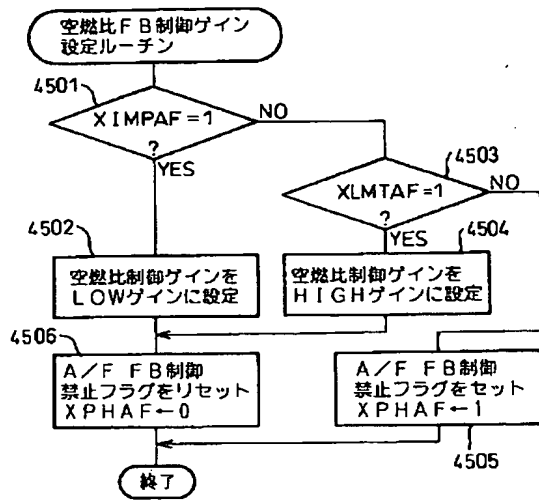 空燃比FB制御ゲイン
設定ルーチン
4501
XIMPAF=1
?
NO
YES
4503
XLMTAF=1
?
NO
YES
4502
空燃比制御ゲインを
LOWゲインに設定
4504
空燃比制御ゲインを
HIGHゲインに設定
4506
A/F FB制御
禁止フラグをリセット
XPHAF←0
A/F FB制御
禁止フラグをセット
XPHAF←1
4505
終了